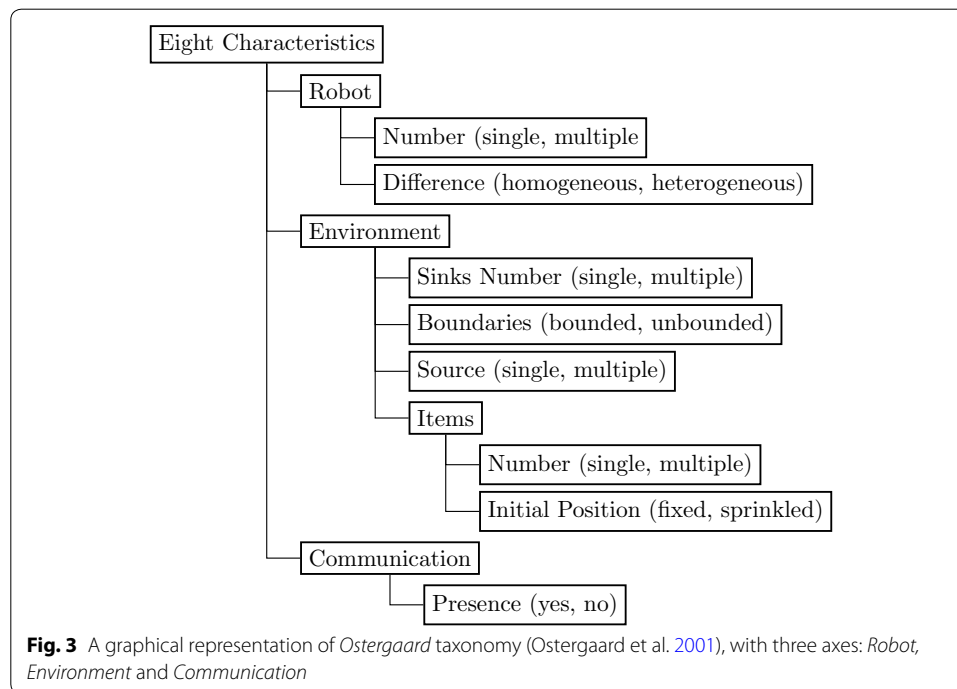 Eight Characteristics
Robot
Number (single, multiple
Difference (homogeneous, heterogeneous)
Environment
Sinks Number (single, multiple)
Boundaries (bounded, unbounded)
Source (single, multiple)
Items
Number (single, multiple)
Initial Position (fixed, sprinkled)
Communication
Presence (yes, no)
Fig. 3 A graphical representation of Ostergaard taxonomy (Ostergaard et al. 2001), with three axes: Robot,
Environment and Communication